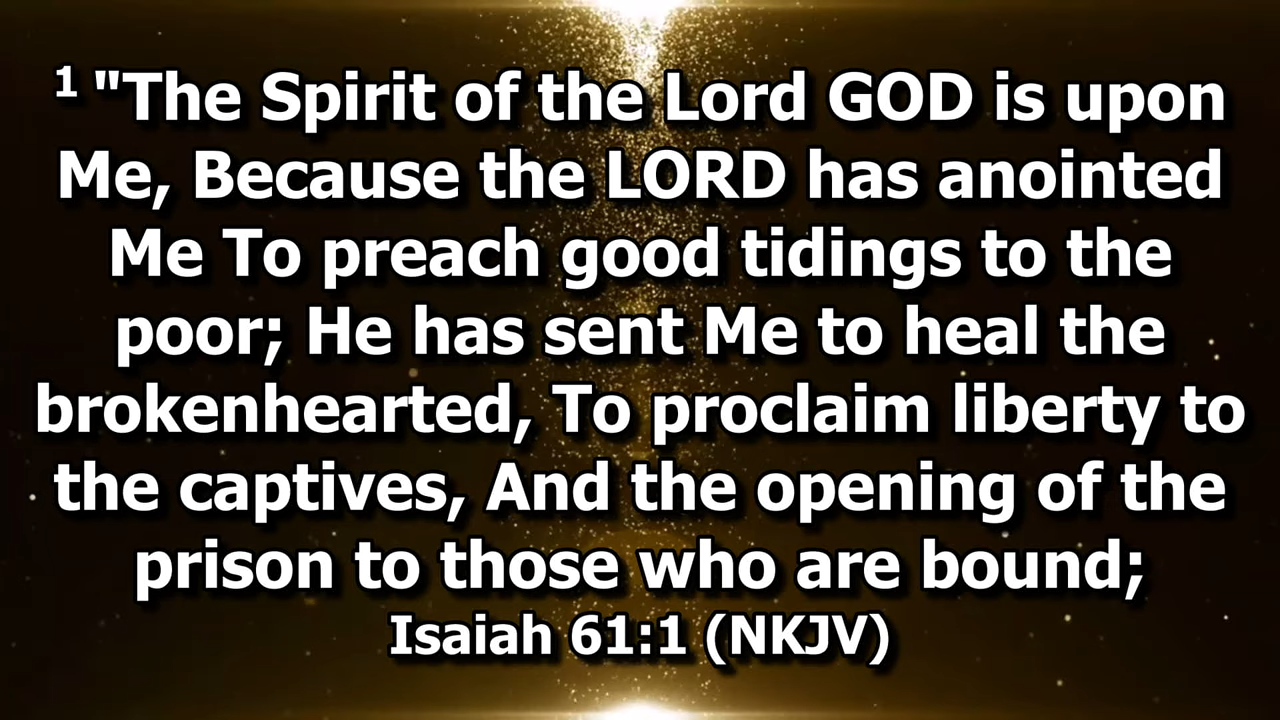 1 "The Spirit of the Lord GOD is upon
Me, Because the LORD has anointed
Me To preach good tidings to the
poor; He has sent Me to heal the
brokenhearted, To proclaim liberty to
the captives, And the opening of the
prison to those who are bound;
Isaiah 61:1 (NKJV)